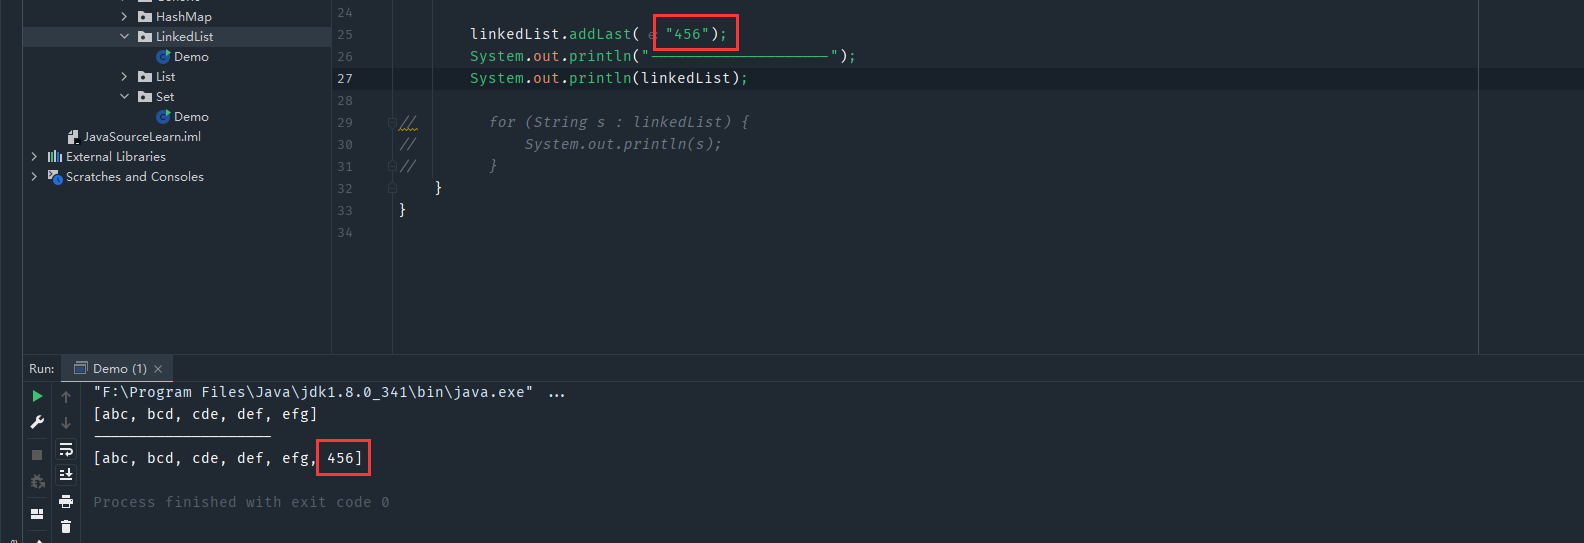 HashMap
LinkedList
Demo
List
Set
Demo
JavaSourceLearn.iml
External Libraries
Scratches and Consoles
24
25 linkedList.addLast( e: "456");
26 System.out.println("--------------------");
27 System.out.println(linkedList);
28
29 // for (String s : linkedList) {
30 // System.out.println(s);
31 // }
32 }
33 }
34
Run: Demo (1) ×
"F:\Program Files\Java\jdk1.8.0_341\bin\java.exe" ...
[abc, bcd, cde, def, efg]
--------------------
[abc, bcd, cde, def, efg, 456]
Process finished with exit code 0